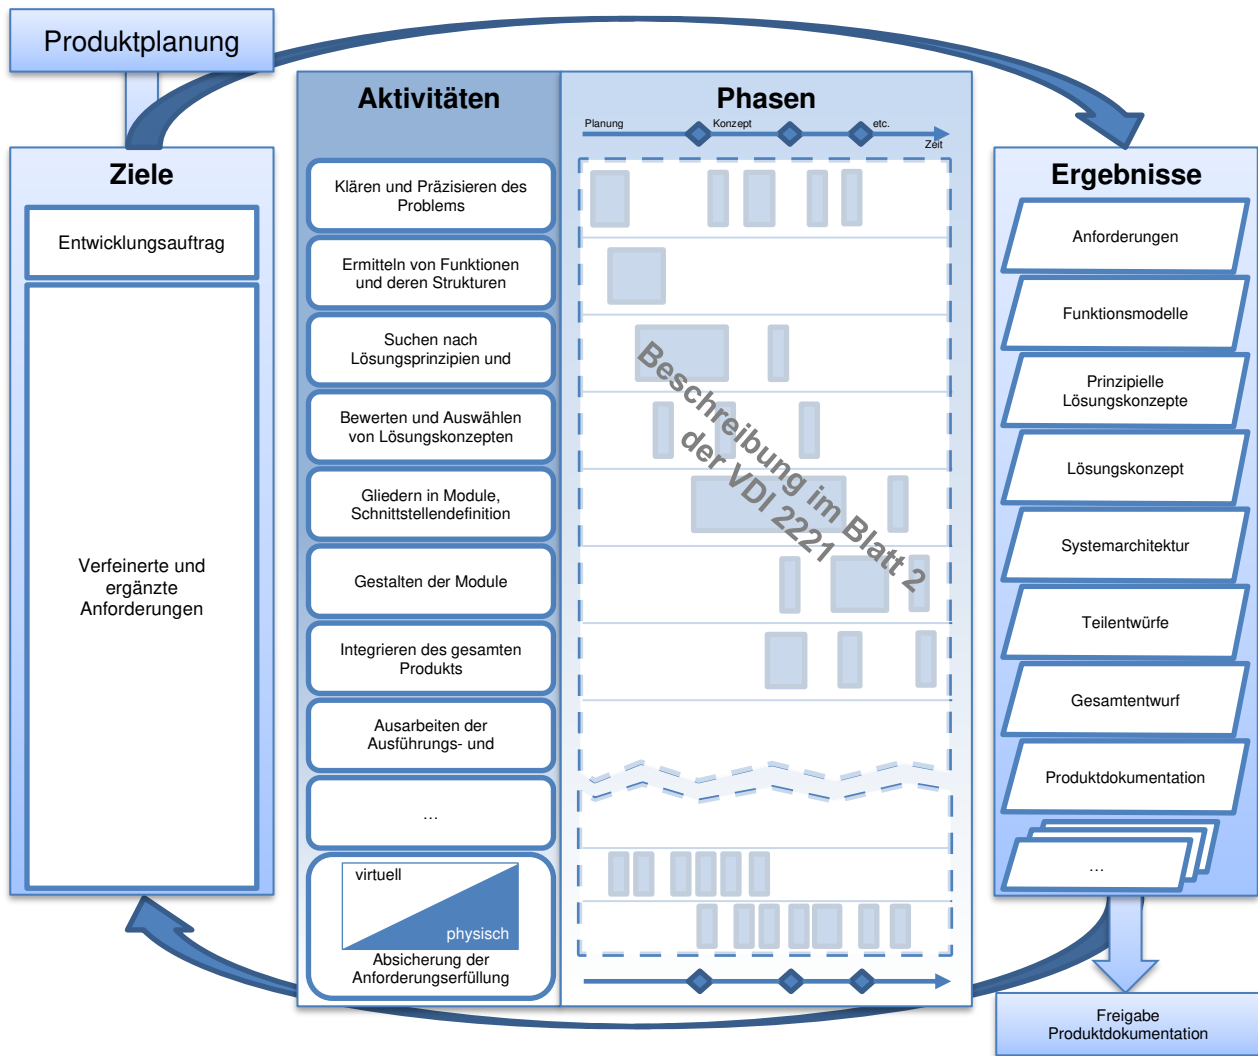 Produktplanung
Ziele
Entwicklungsauftrag
Verfeinerte und
ergänzte
Anforderungen
Aktivitäten
Klären und Präzisieren des
Problems
Ermitteln von Funktionen
und deren Strukturen
Suchen nach
Lösungsprinzipien und
Bewerten und Auswählen
von Lösungskonzepten
Gliedern in Module,
Schnittstellendefinition
Gestalten der Module
Integrieren des gesamten
Produkts
Ausarbeiten der
Ausführungs- und
…
virtuell
physisch
Absicherung der
Anforderungserfüllung
Phasen
Planung
Konzept
etc.
Zeit
Beschreibung im Blatt 2
der VDI 2221
Ergebnisse
Anforderungen
Funktionsmodelle
Prinzipielle
Lösungskonzepte
Lösungskonzept
Systemarchitektur
Teilentwürfe
Gesamtentwurf
Produktdokumentation
…
Freigabe
Produktdokumentation